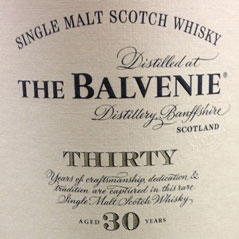 SINGLE MALT SCOTCH WHISKY
Distilled at
THE BALVENIE®
Distillery, Banffshire
SCOTLAND
THIRTY
Years of craftsmanship, dedication &
tradition are captured in this rare
Single Malt Scotch Whisky
AGED 30 YEARS